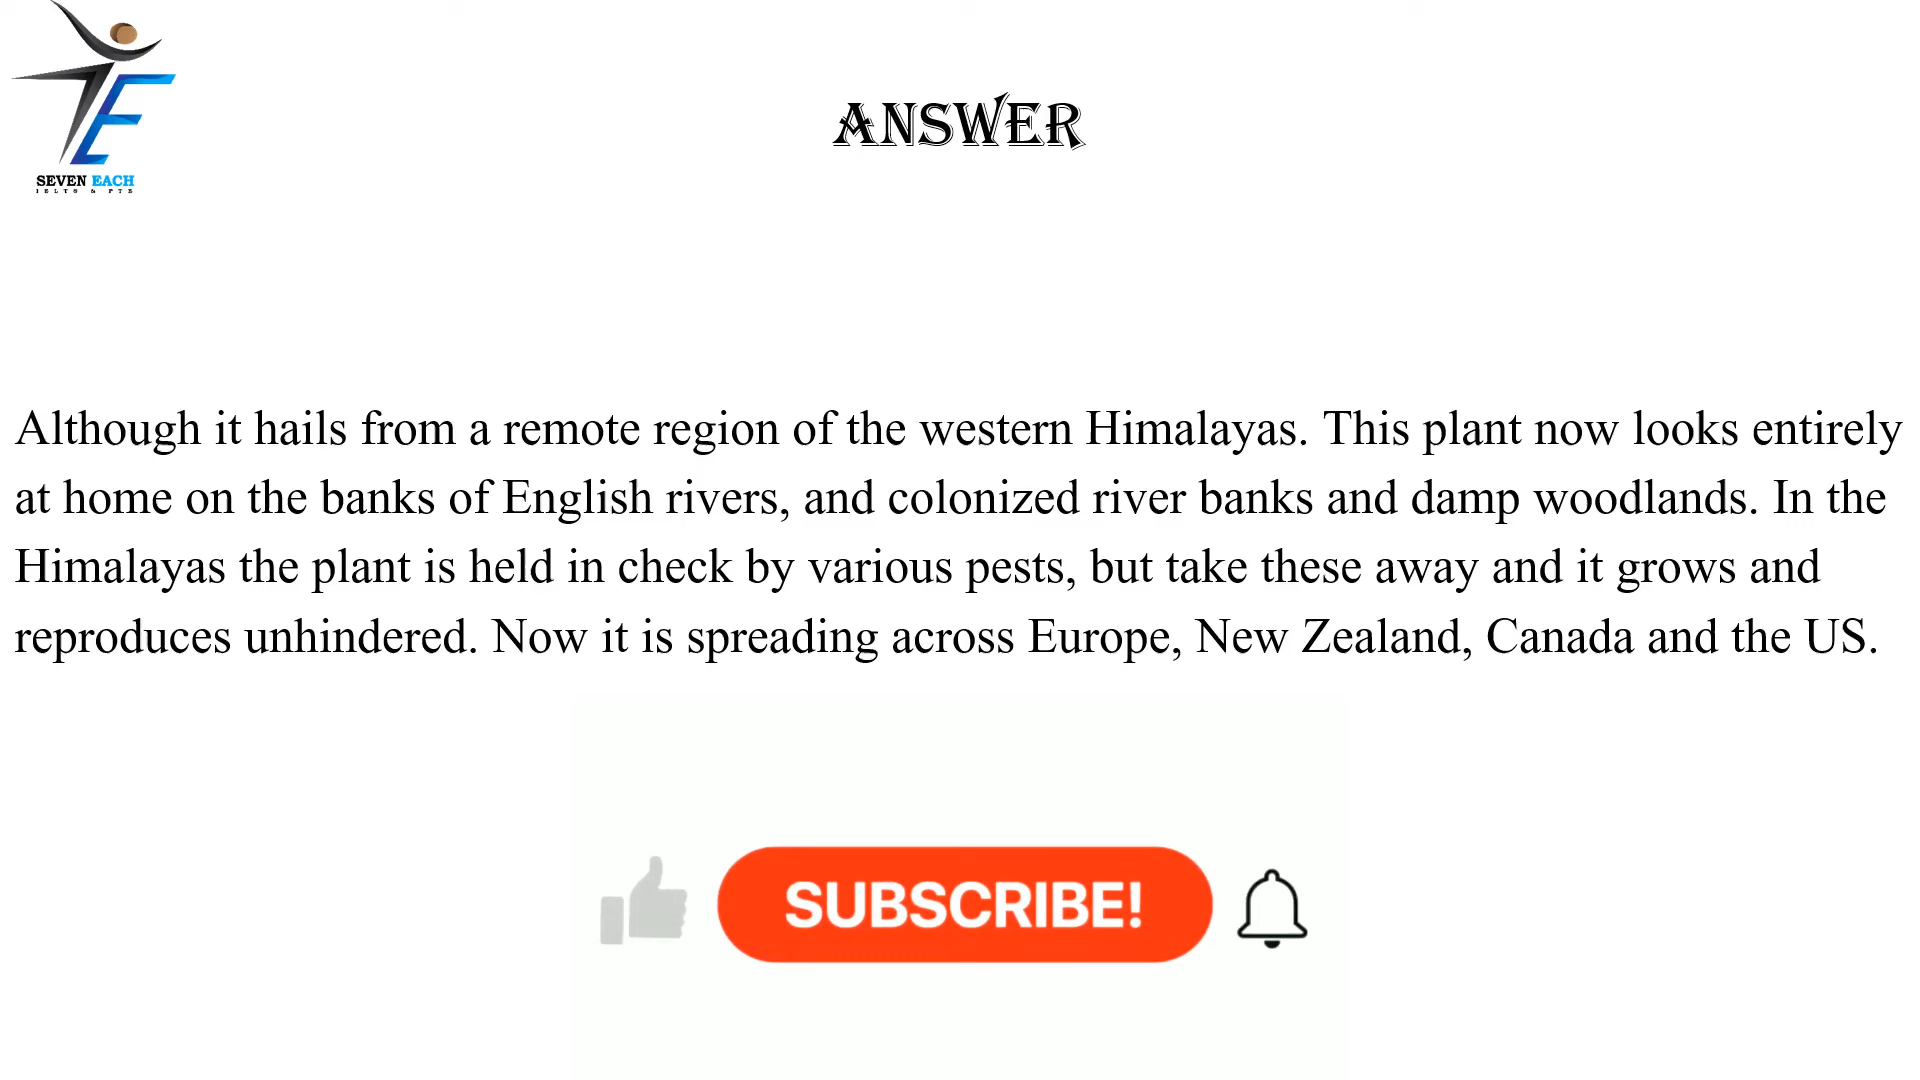 SEVEN EACH
IELTS & PTE
ANSWER
Although it hails from a remote region of the western Himalayas. This plant now looks entirely
at home on the banks of English rivers, and colonized river banks and damp woodlands. In the
Himalayas the plant is held in check by various pests, but take these away and it grows and
reproduces unhindered. Now it is spreading across Europe, New Zealand, Canada and the US.
SUBSCRIBE!